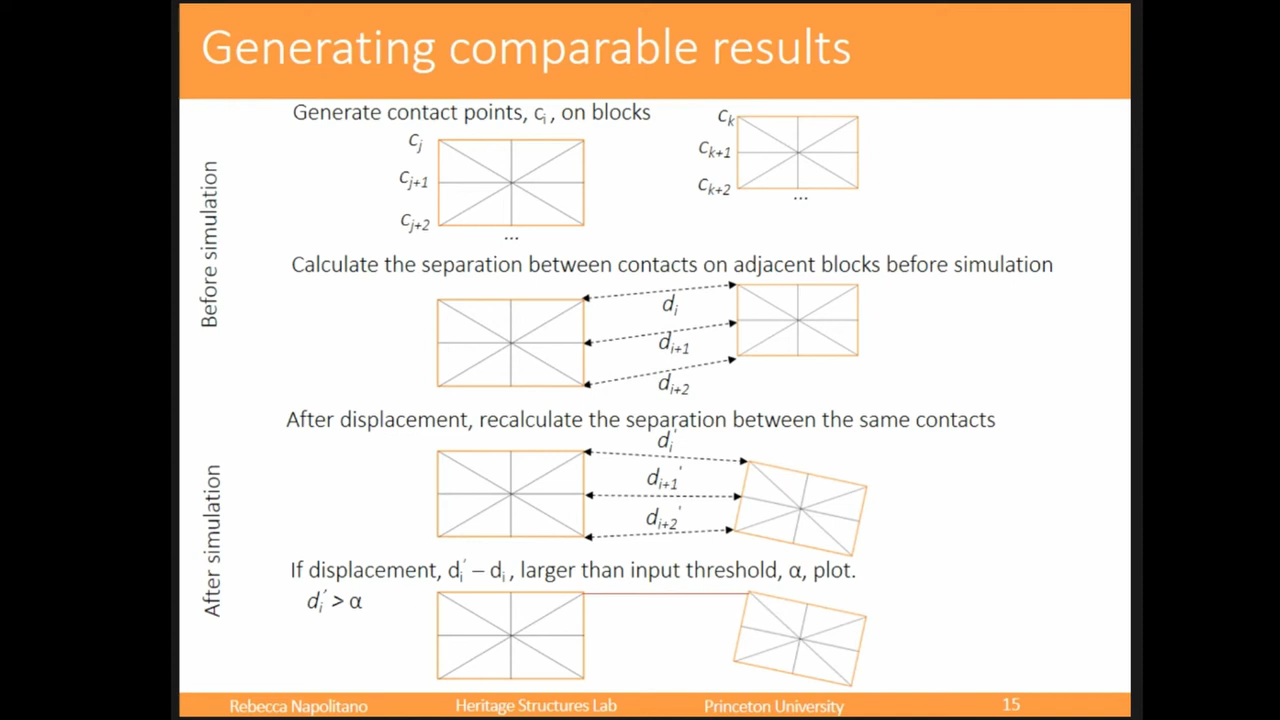 Generating comparable results
Generate contact points, ci , on blocks
cj
cj+1
cj+2
...
ck
ck+1
ck+2
...
Before simulation
Calculate the separation between contacts on adjacent blocks before simulation
di
di+1
di+2
After displacement, recalculate the separation between the same contacts
di'
di+1'
di+2'
After simulation
If displacement, di' – di , larger than input threshold, α, plot.
di' > α
Rebecca Napolitano Heritage Structures Lab Princeton University 15